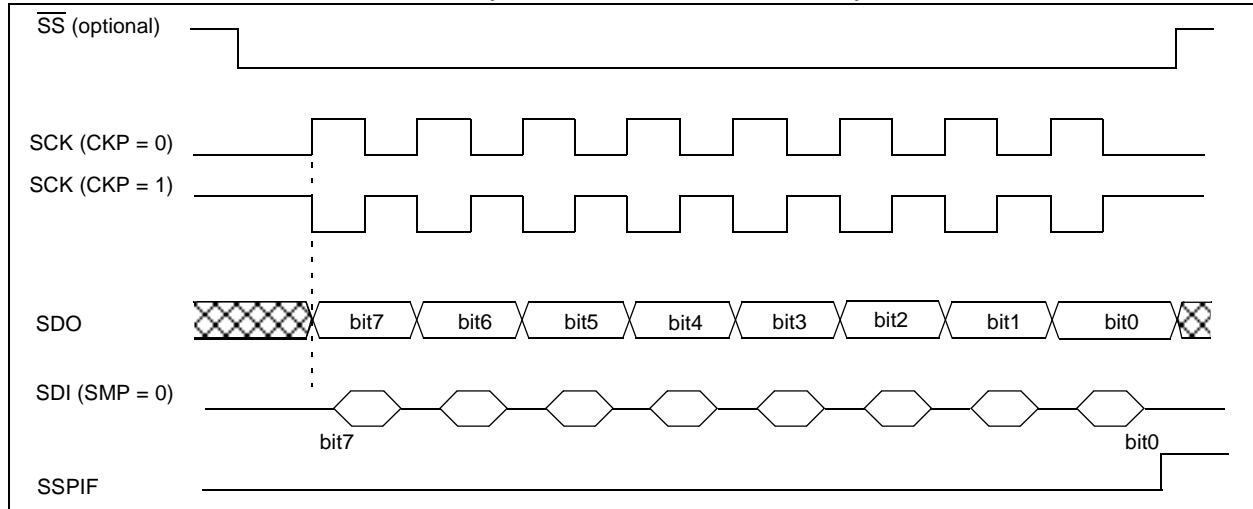 SS (optional)
SCK (CKP = 0)
SCK (CKP = 1)
SDO
bit7 bit6 bit5 bit4 bit3 bit2 bit1 bit0
SDI (SMP = 0)
bit7 bit0
SSPIF